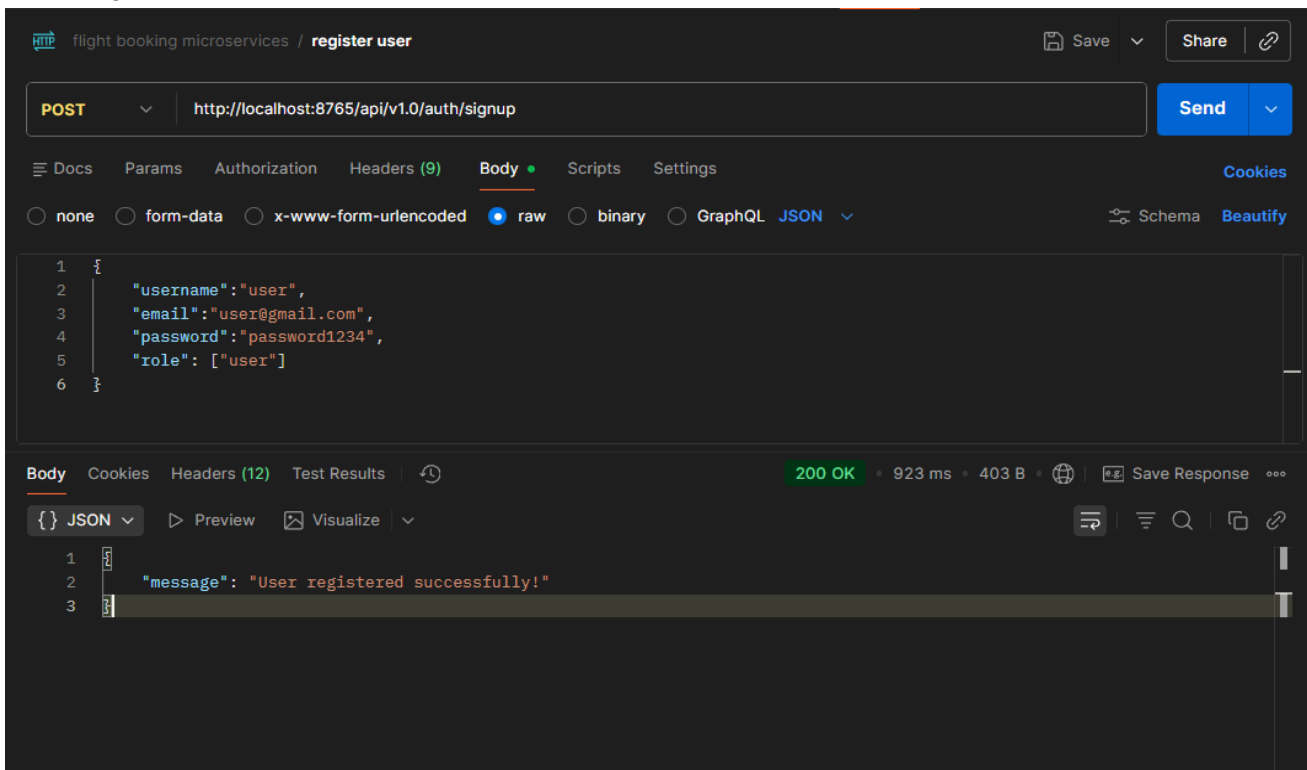 HTTP flight booking microservices / register user Save Share
POST http://localhost:8765/api/v1.0/auth/signup Send
Docs Params Authorization Headers (9) Body Scripts Settings Cookies
none form-data x-www-form-urlencoded raw binary GraphQL JSON Schema Beautify
1 {
2 "username":"user",
3 "email":"user@gmail.com",
4 "password":"password1234",
5 "role": ["user"]
6 }
Body Cookies Headers (12) Test Results 200 OK • 923 ms • 403 B • e.g. Save Response
{} JSON Preview Visualize
1 {
2 "message": "User registered successfully!"
3 }